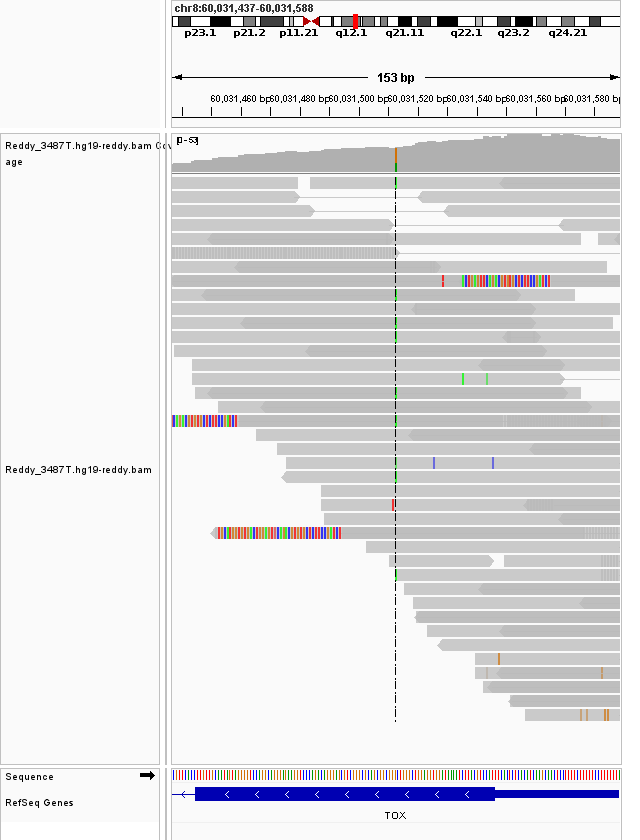 chr8:60,031,437-60,031,588
p23.1 p21.2 p11.21 q12.1 q21.11 q22.1 q23.2 q24.21
153 bp
60,031,460 bp 60,031,480 bp 60,031,500 bp 60,031,520 bp 60,031,540 bp 60,031,560 bp 60,031,580 bp
Reddy_3487T.hg19-reddy.bam Cov
age
[0 - 53]
Reddy_3487T.hg19-reddy.bam
Sequence
RefSeq Genes
TOX